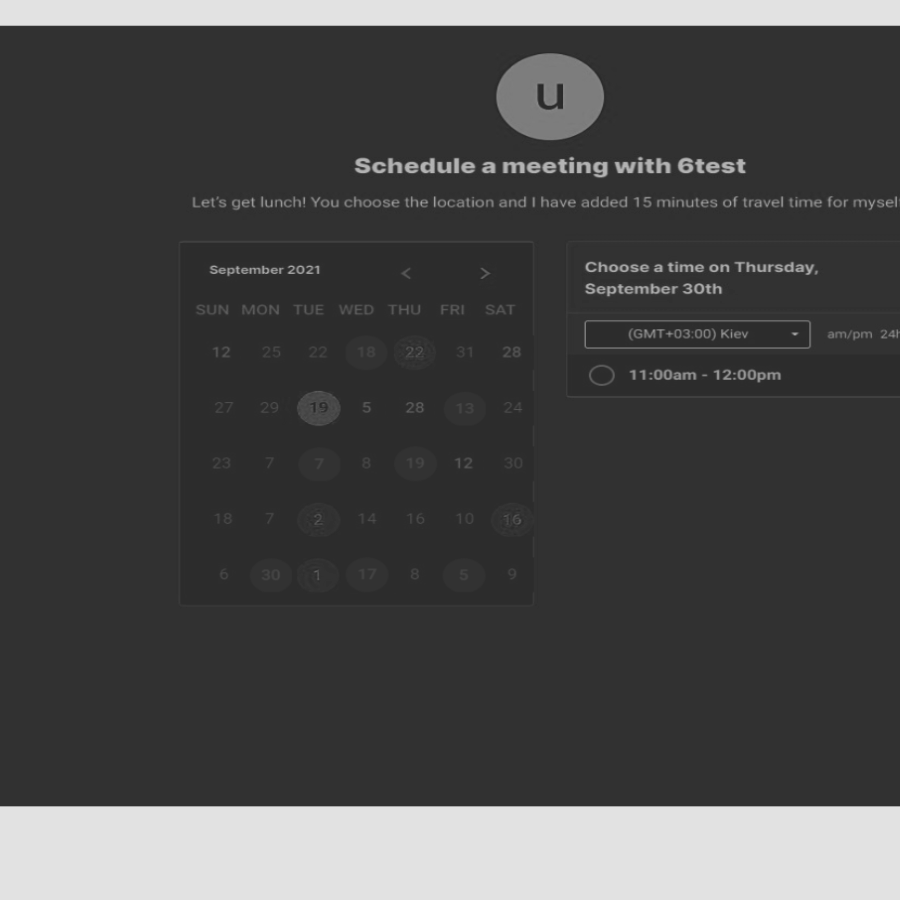 u
Schedule a meeting with 6test
Let's get lunch! You choose the location and I have added 15 minutes of travel time for mysel
September 2021 < >
SUN MON TUE WED THU FRI SAT
12 25 22 18 22 31 28
27 29 19 5 28 13 24
23 7 7 8 19 12 30
18 7 2 14 16 10 16
6 30 1 17 8 5 9
Choose a time on Thursday,
September 30th
(GMT+03:00) Kiev am/pm 24h
11:00am - 12:00pm